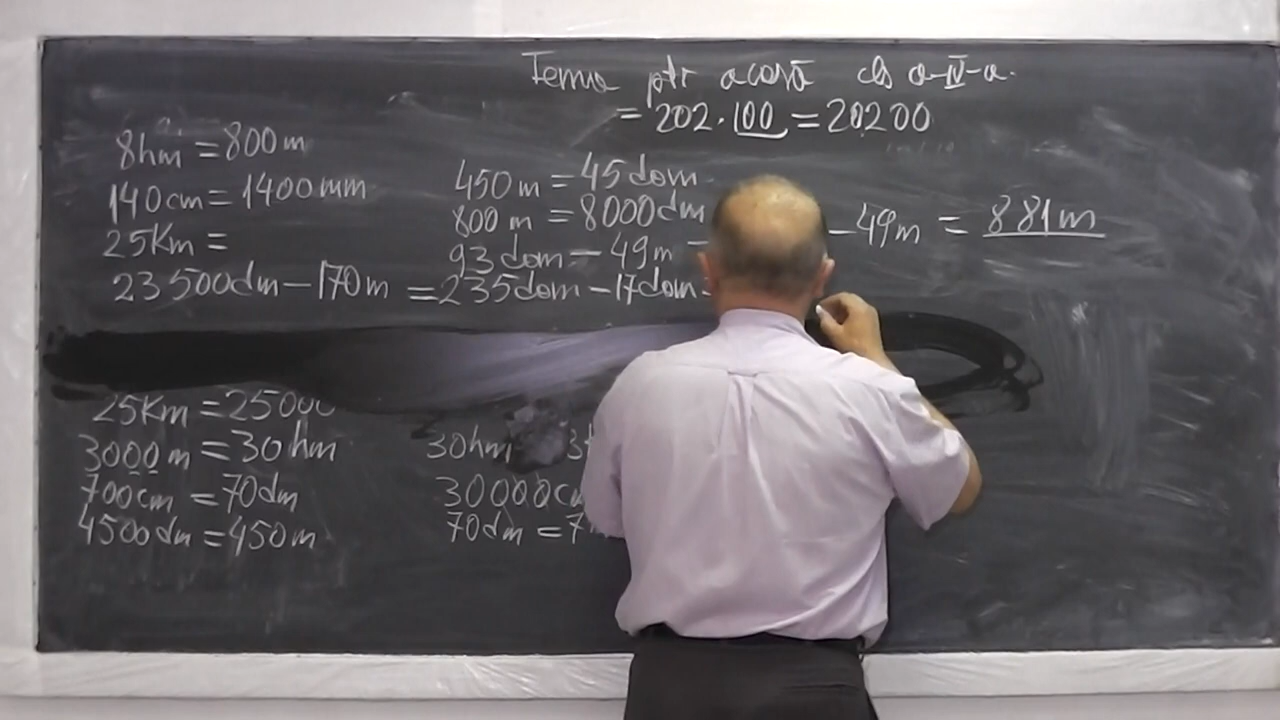 Tema ptr acasă cls a-IV-a.
= 202.100 = 20200
8hm = 800m
140cm = 1400mm
25Km =
23500dm - 170m = 235dam - 17dam
450m = 45dam
800m = 8000dm
93dam - 49m
- 49m = 881m
25Km = 25000
3000m = 30hm
700cm = 70dm
4500dm = 450m
30hm
30000c
70dm = 7